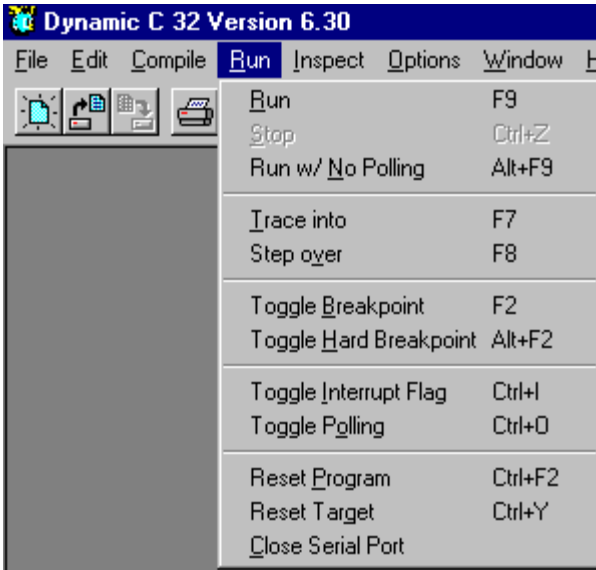 Dynamic C 32 Version 6.30
File Edit Compile Run Inspect Options Window H
Run F9
Stop Ctrl+Z
Run w/ No Polling Alt+F9
Trace into F7
Step over F8
Toggle Breakpoint F2
Toggle Hard Breakpoint Alt+F2
Toggle Interrupt Flag Ctrl+I
Toggle Polling Ctrl+O
Reset Program Ctrl+F2
Reset Target Ctrl+Y
Close Serial Port